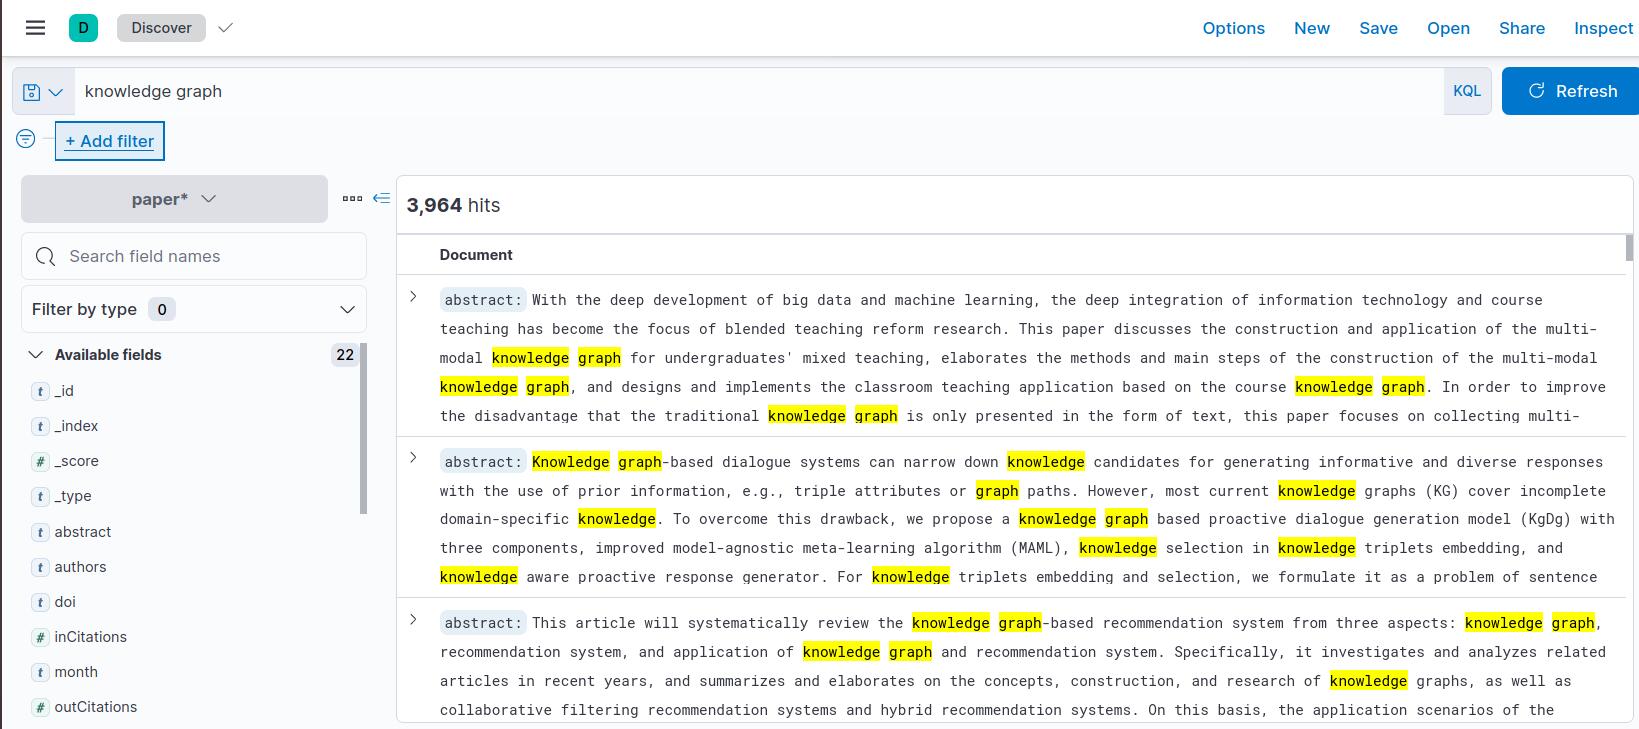 D
Discover
Options
New
Save
Open
Share
Inspect
knowledge graph
KQL
Refresh
+ Add filter
paper*
Search field names
Filter by type 0
Available fields 22
t _id
t _index
# _score
t _type
t abstract
t authors
t doi
# inCitations
t month
# outCitations
3,964 hits
Document
abstract: With the deep development of big data and machine learning, the deep integration of information technology and course
teaching has become the focus of blended teaching reform research. This paper discusses the construction and application of the multi-
modal knowledge graph for undergraduates' mixed teaching, elaborates the methods and main steps of the construction of the multi-modal
knowledge graph, and designs and implements the classroom teaching application based on the course knowledge graph. In order to improve
the disadvantage that the traditional knowledge graph is only presented in the form of text, this paper focuses on collecting multi-
abstract: Knowledge graph-based dialogue systems can narrow down knowledge candidates for generating informative and diverse responses
with the use of prior information, e.g., triple attributes or graph paths. However, most current knowledge graphs (KG) cover incomplete
domain-specific knowledge. To overcome this drawback, we propose a knowledge graph based proactive dialogue generation model (KgDg) with
three components, improved model-agnostic meta-learning algorithm (MAML), knowledge selection in knowledge triplets embedding, and
knowledge aware proactive response generator. For knowledge triplets embedding and selection, we formulate it as a problem of sentence
abstract: This article will systematically review the knowledge graph-based recommendation system from three aspects: knowledge graph,
recommendation system, and application of knowledge graph and recommendation system. Specifically, it investigates and analyzes related
articles in recent years, and summarizes and elaborates on the concepts, construction, and research of knowledge graphs, as well as
collaborative filtering recommendation systems and hybrid recommendation systems. On this basis, the application scenarios of the